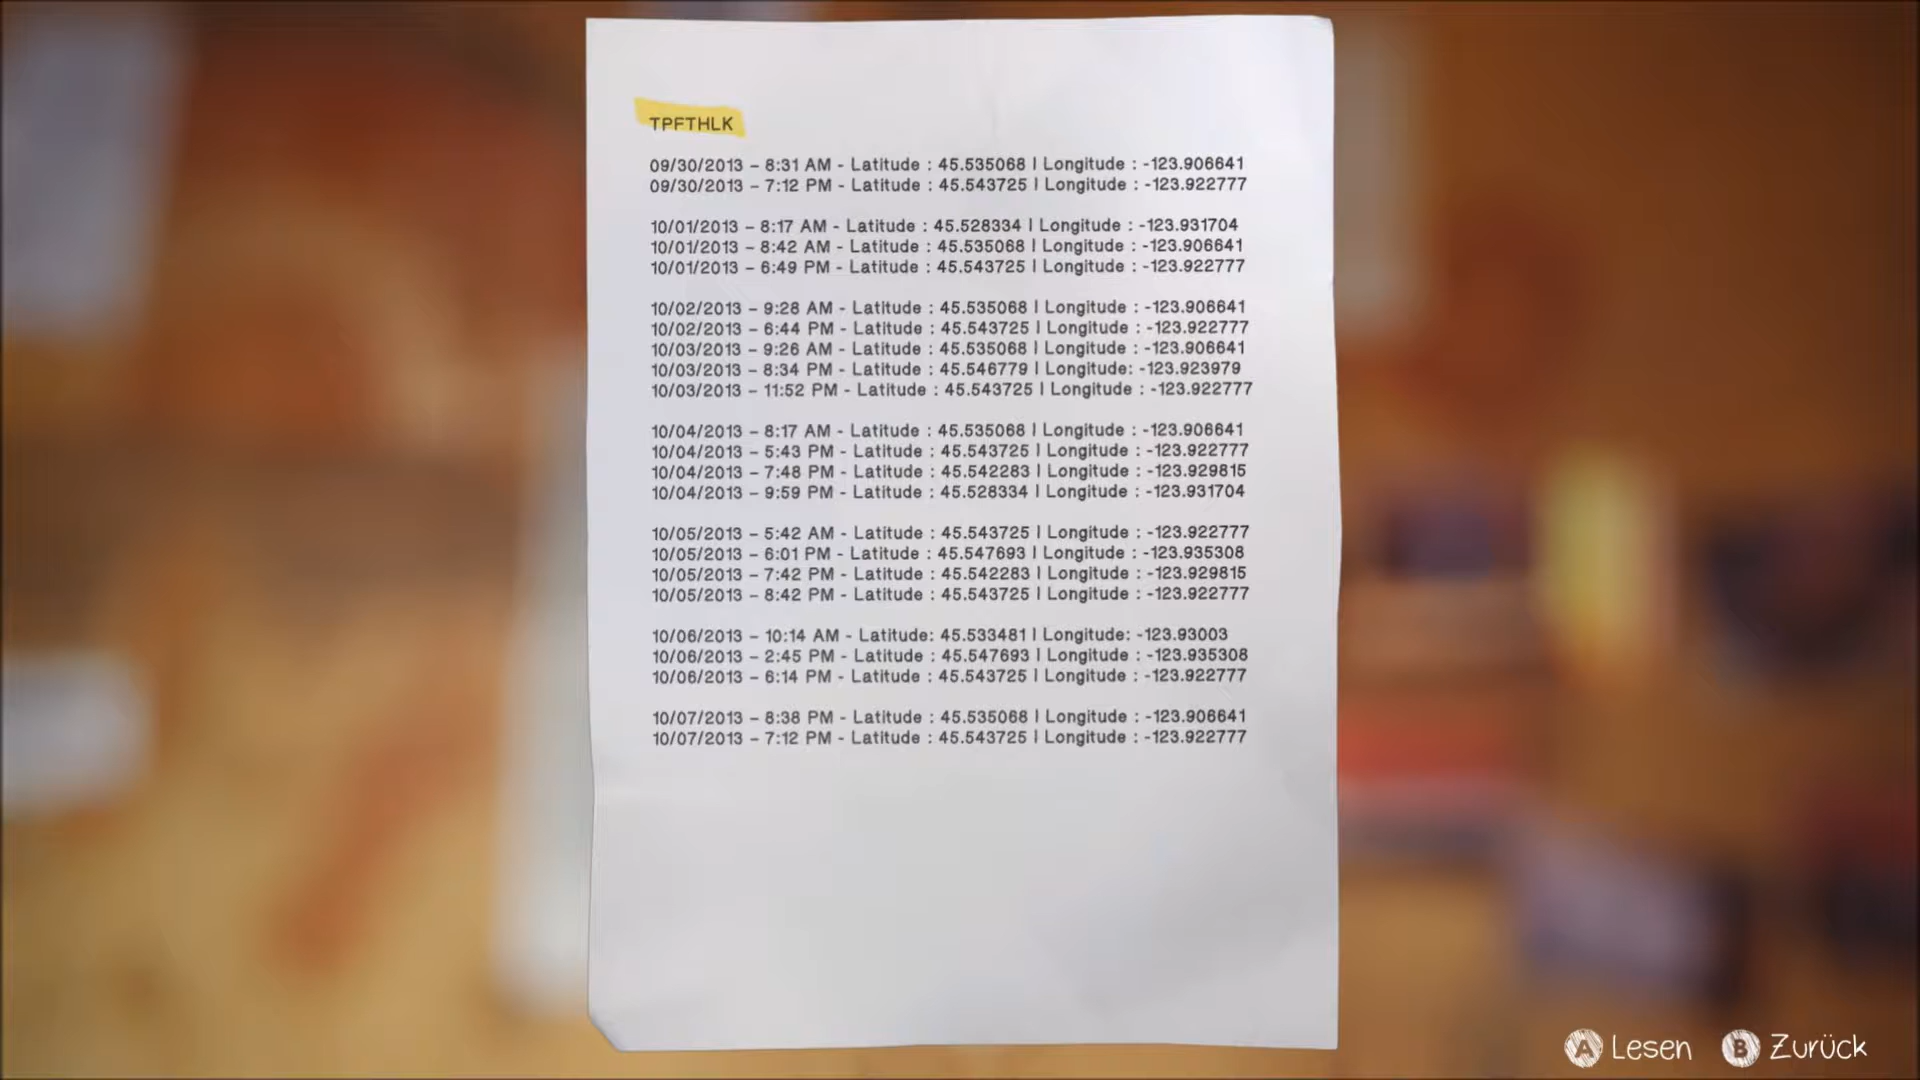 TPFTHLK
09/30/2013 – 8:31 AM - Latitude : 45.535068 | Longitude : -123.906641
09/30/2013 – 7:12 PM - Latitude : 45.543725 | Longitude : -123.922777
10/01/2013 – 8:17 AM - Latitude : 45.528334 | Longitude : -123.931704
10/01/2013 – 8:42 AM - Latitude : 45.535068 | Longitude : -123.906641
10/01/2013 – 6:49 PM - Latitude : 45.543725 | Longitude : -123.922777
10/02/2013 – 9:28 AM - Latitude : 45.535068 | Longitude : -123.906641
10/02/2013 – 6:44 PM - Latitude : 45.543725 | Longitude : -123.922777
10/03/2013 – 9:26 AM - Latitude : 45.535068 | Longitude : -123.906641
10/03/2013 – 8:34 PM - Latitude : 45.546779 | Longitude: -123.923979
10/03/2013 – 11:52 PM - Latitude : 45.543725 | Longitude : -123.922777
10/04/2013 – 8:17 AM - Latitude : 45.535068 | Longitude : -123.906641
10/04/2013 – 5:43 PM - Latitude : 45.543725 | Longitude : -123.922777
10/04/2013 – 7:48 PM - Latitude : 45.542283 | Longitude : -123.929815
10/04/2013 – 9:59 PM - Latitude : 45.528334 | Longitude : -123.931704
10/05/2013 – 5:42 AM - Latitude : 45.543725 | Longitude : -123.922777
10/05/2013 – 6:01 PM - Latitude : 45.547693 | Longitude : -123.935308
10/05/2013 – 7:42 PM - Latitude : 45.542283 | Longitude : -123.929815
10/05/2013 – 8:42 PM - Latitude : 45.543725 | Longitude : -123.922777
10/06/2013 – 10:14 AM - Latitude: 45.533481 | Longitude: -123.93003
10/06/2013 – 2:45 PM - Latitude : 45.547693 | Longitude : -123.935308
10/06/2013 – 6:14 PM - Latitude : 45.543725 | Longitude : -123.922777
10/07/2013 – 8:38 PM - Latitude : 45.535068 | Longitude : -123.906641
10/07/2013 – 7:12 PM - Latitude : 45.543725 | Longitude : -123.922777
A Lesen B Zurück